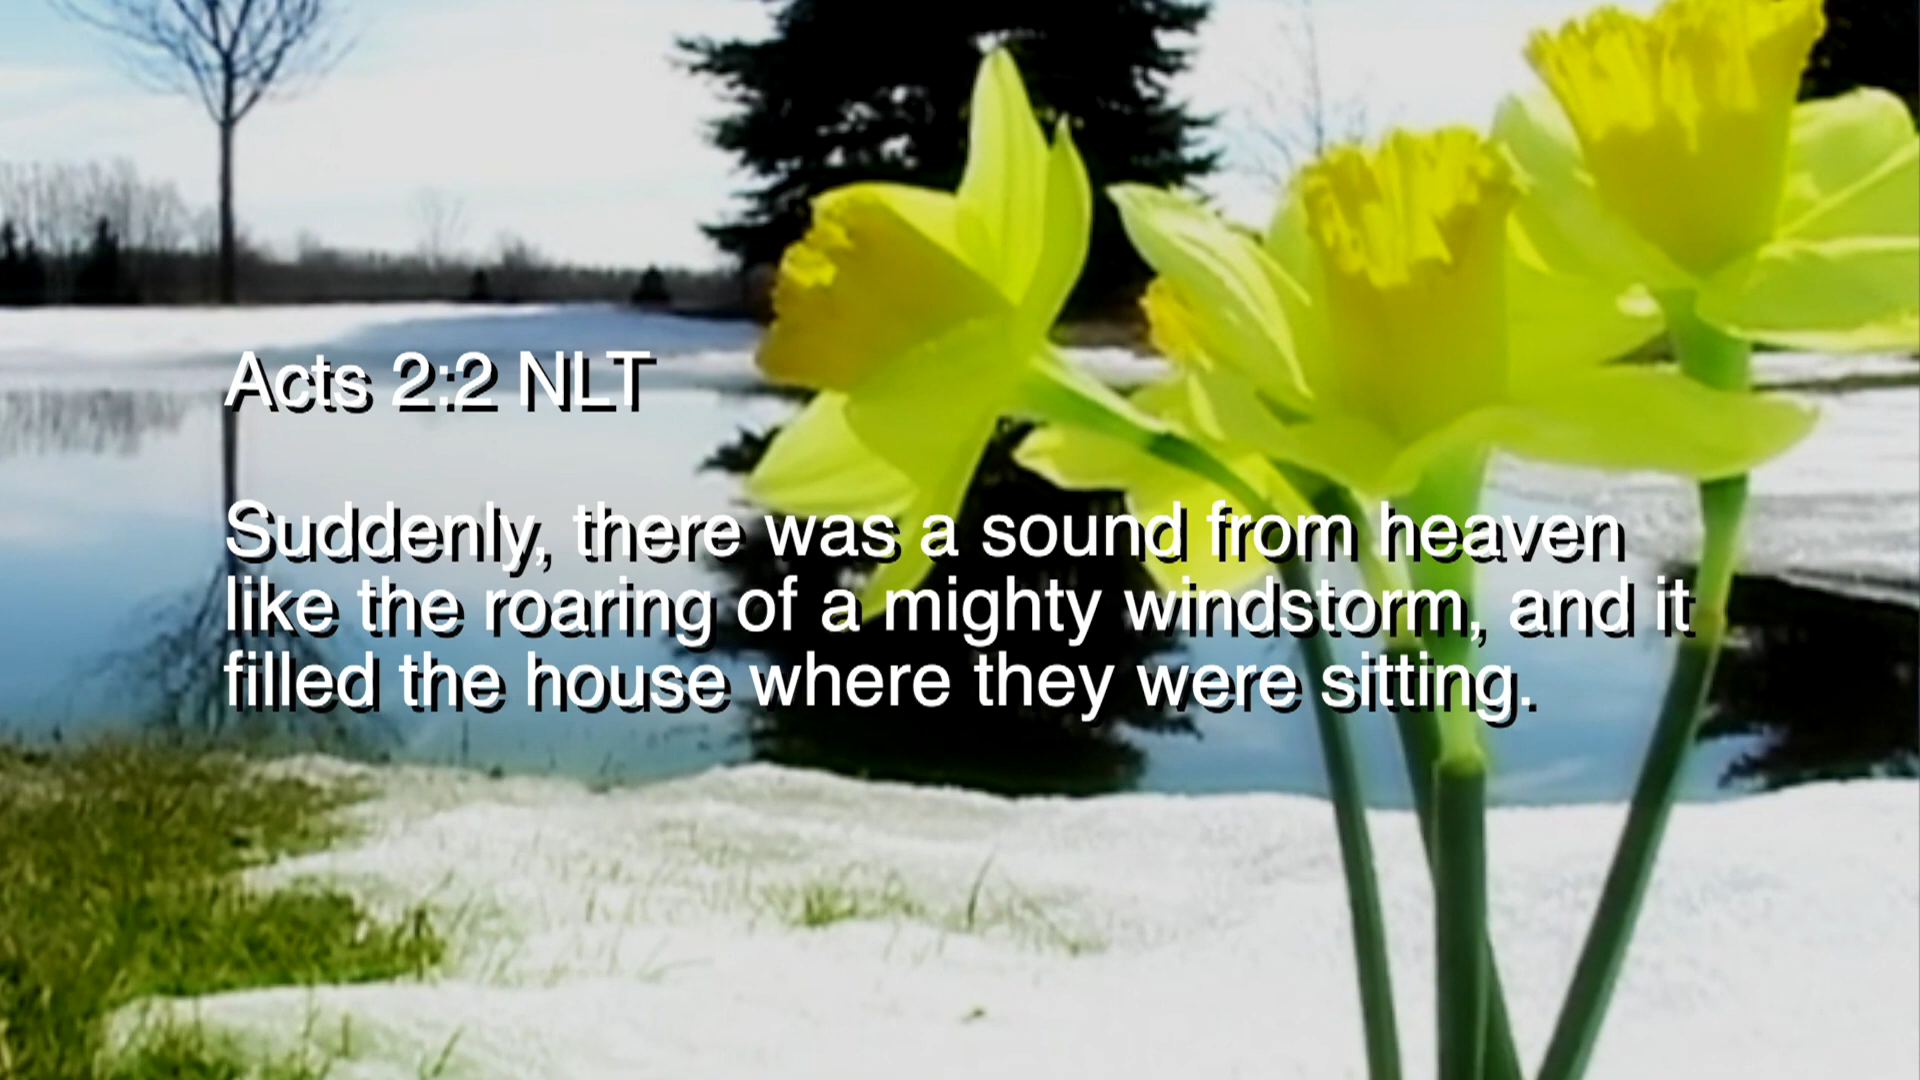 Acts 2:2 NLT
Suddenly, there was a sound from heaven
like the roaring of a mighty windstorm, and it
filled the house where they were sitting.